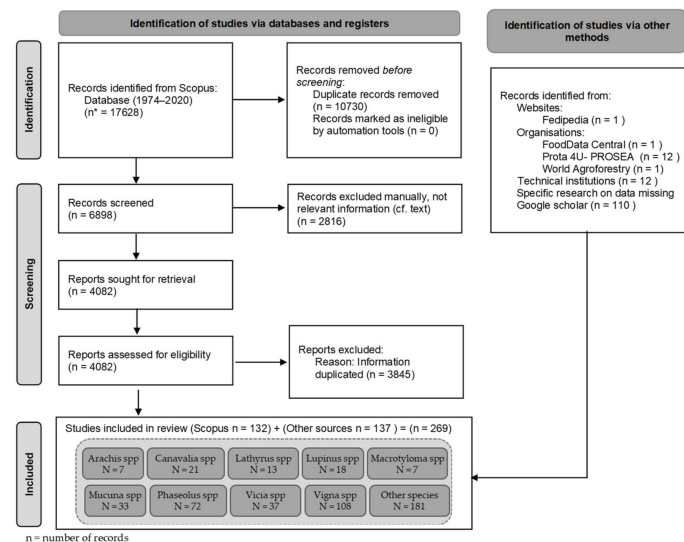 Identification of studies via databases and registers
Identification of studies via other
methods
Identification
Records identified from Scopus:
Database (1974–2020)
(n* = 17628)
Records removed before
screening:
Duplicate records removed
(n = 10730)
Records marked as ineligible
by automation tools (n = 0)
Records identified from:
Websites:
Fedipedia (n = 1 )
Organisations:
FoodData Central (n = 1 )
Prota 4U- PROSEA (n = 12 )
World Agroforestry (n = 1)
Technical institutions (n = 12 )
Specific research on data missing
Google scholar (n = 110 )
Screening
Records screened
(n = 6898)
Records excluded manually, not
relevant information (cf. text)
(n = 2816)
Reports sought for retrieval
(n = 4082)
Reports assessed for eligibility
(n = 4082)
Reports excluded:
Reason: Information
duplicated (n = 3845)
Included
Studies included in review (Scopus n = 132) + (Other sources n = 137 ) = (n = 269)
Arachis spp
N = 7
Canavalia spp
N = 21
Lathyrus spp
N = 13
Lupinus spp
N = 18
Macrotyloma spp
N = 7
Mucuna spp
N = 33
Phaseolus spp
N = 72
Vicia spp
N = 37
Vigna spp
N = 108
Other species
N = 181
n = number of records